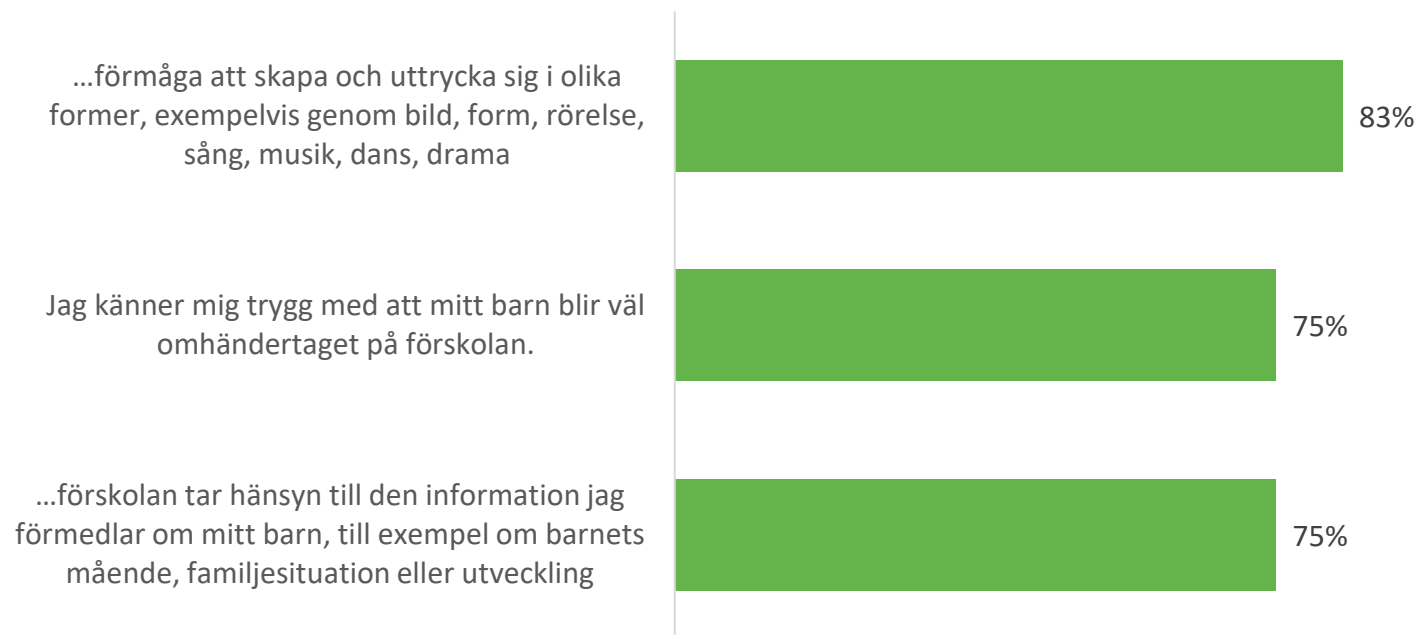 ...förmåga att skapa och uttrycka sig i olika
former, exempelvis genom bild, form, rörelse,
sång, musik, dans, drama
83%
Jag känner mig trygg med att mitt barn blir väl
omhändertaget på förskolan.
75%
...förskolan tar hänsyn till den information jag
förmedlar om mitt barn, till exempel om barnets
mående, familjesituation eller utveckling
75%